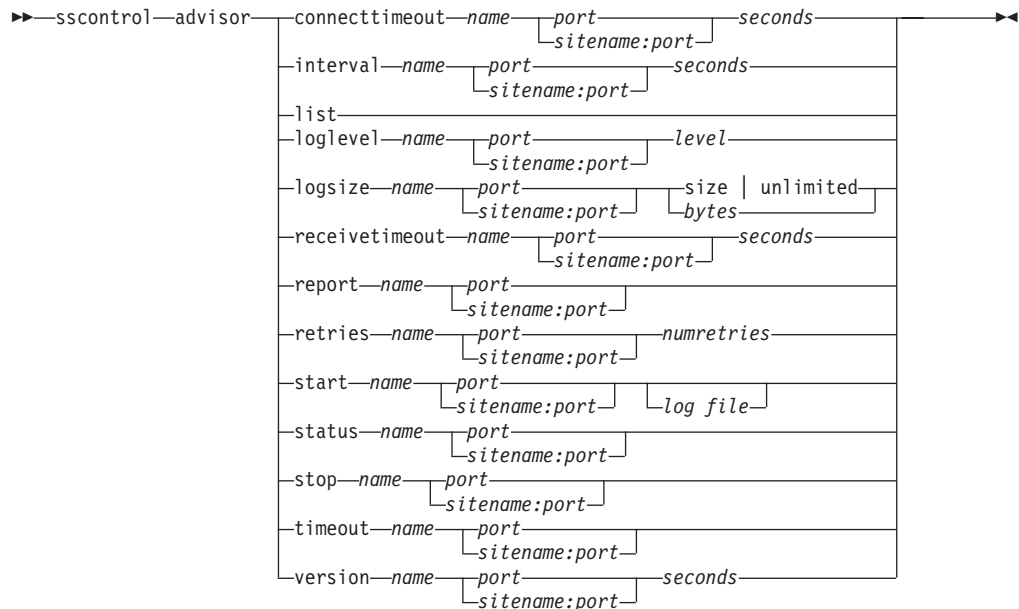 sscontrol advisor connecttimeout name port seconds
sitename:port
interval name port seconds
sitename:port
list
loglevel name port level
sitename:port
logsize name port size | unlimited
sitename:port bytes
receivetimeout name port seconds
sitename:port
report name port
sitename:port
retries name port numretries
sitename:port
start name port
sitename:port log file
status name port
sitename:port
stop name port
sitename:port
timeout name port
sitename:port
version name port seconds
sitename:port